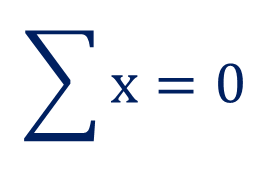 ∑ x = 0